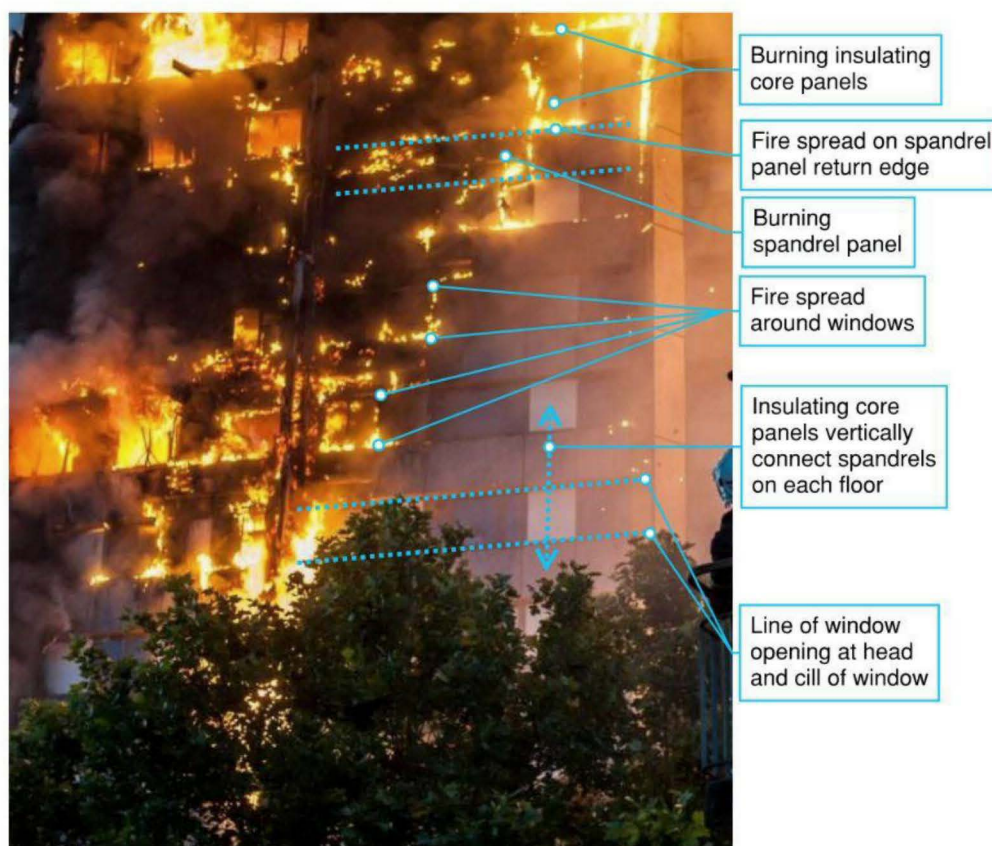 Burning insulating
core panels
Fire spread on spandrel
panel return edge
Burning
spandrel panel
Fire spread
around windows
Insulating core
panels vertically
connect spandrels
on each floor
Line of window
opening at head
and cill of window